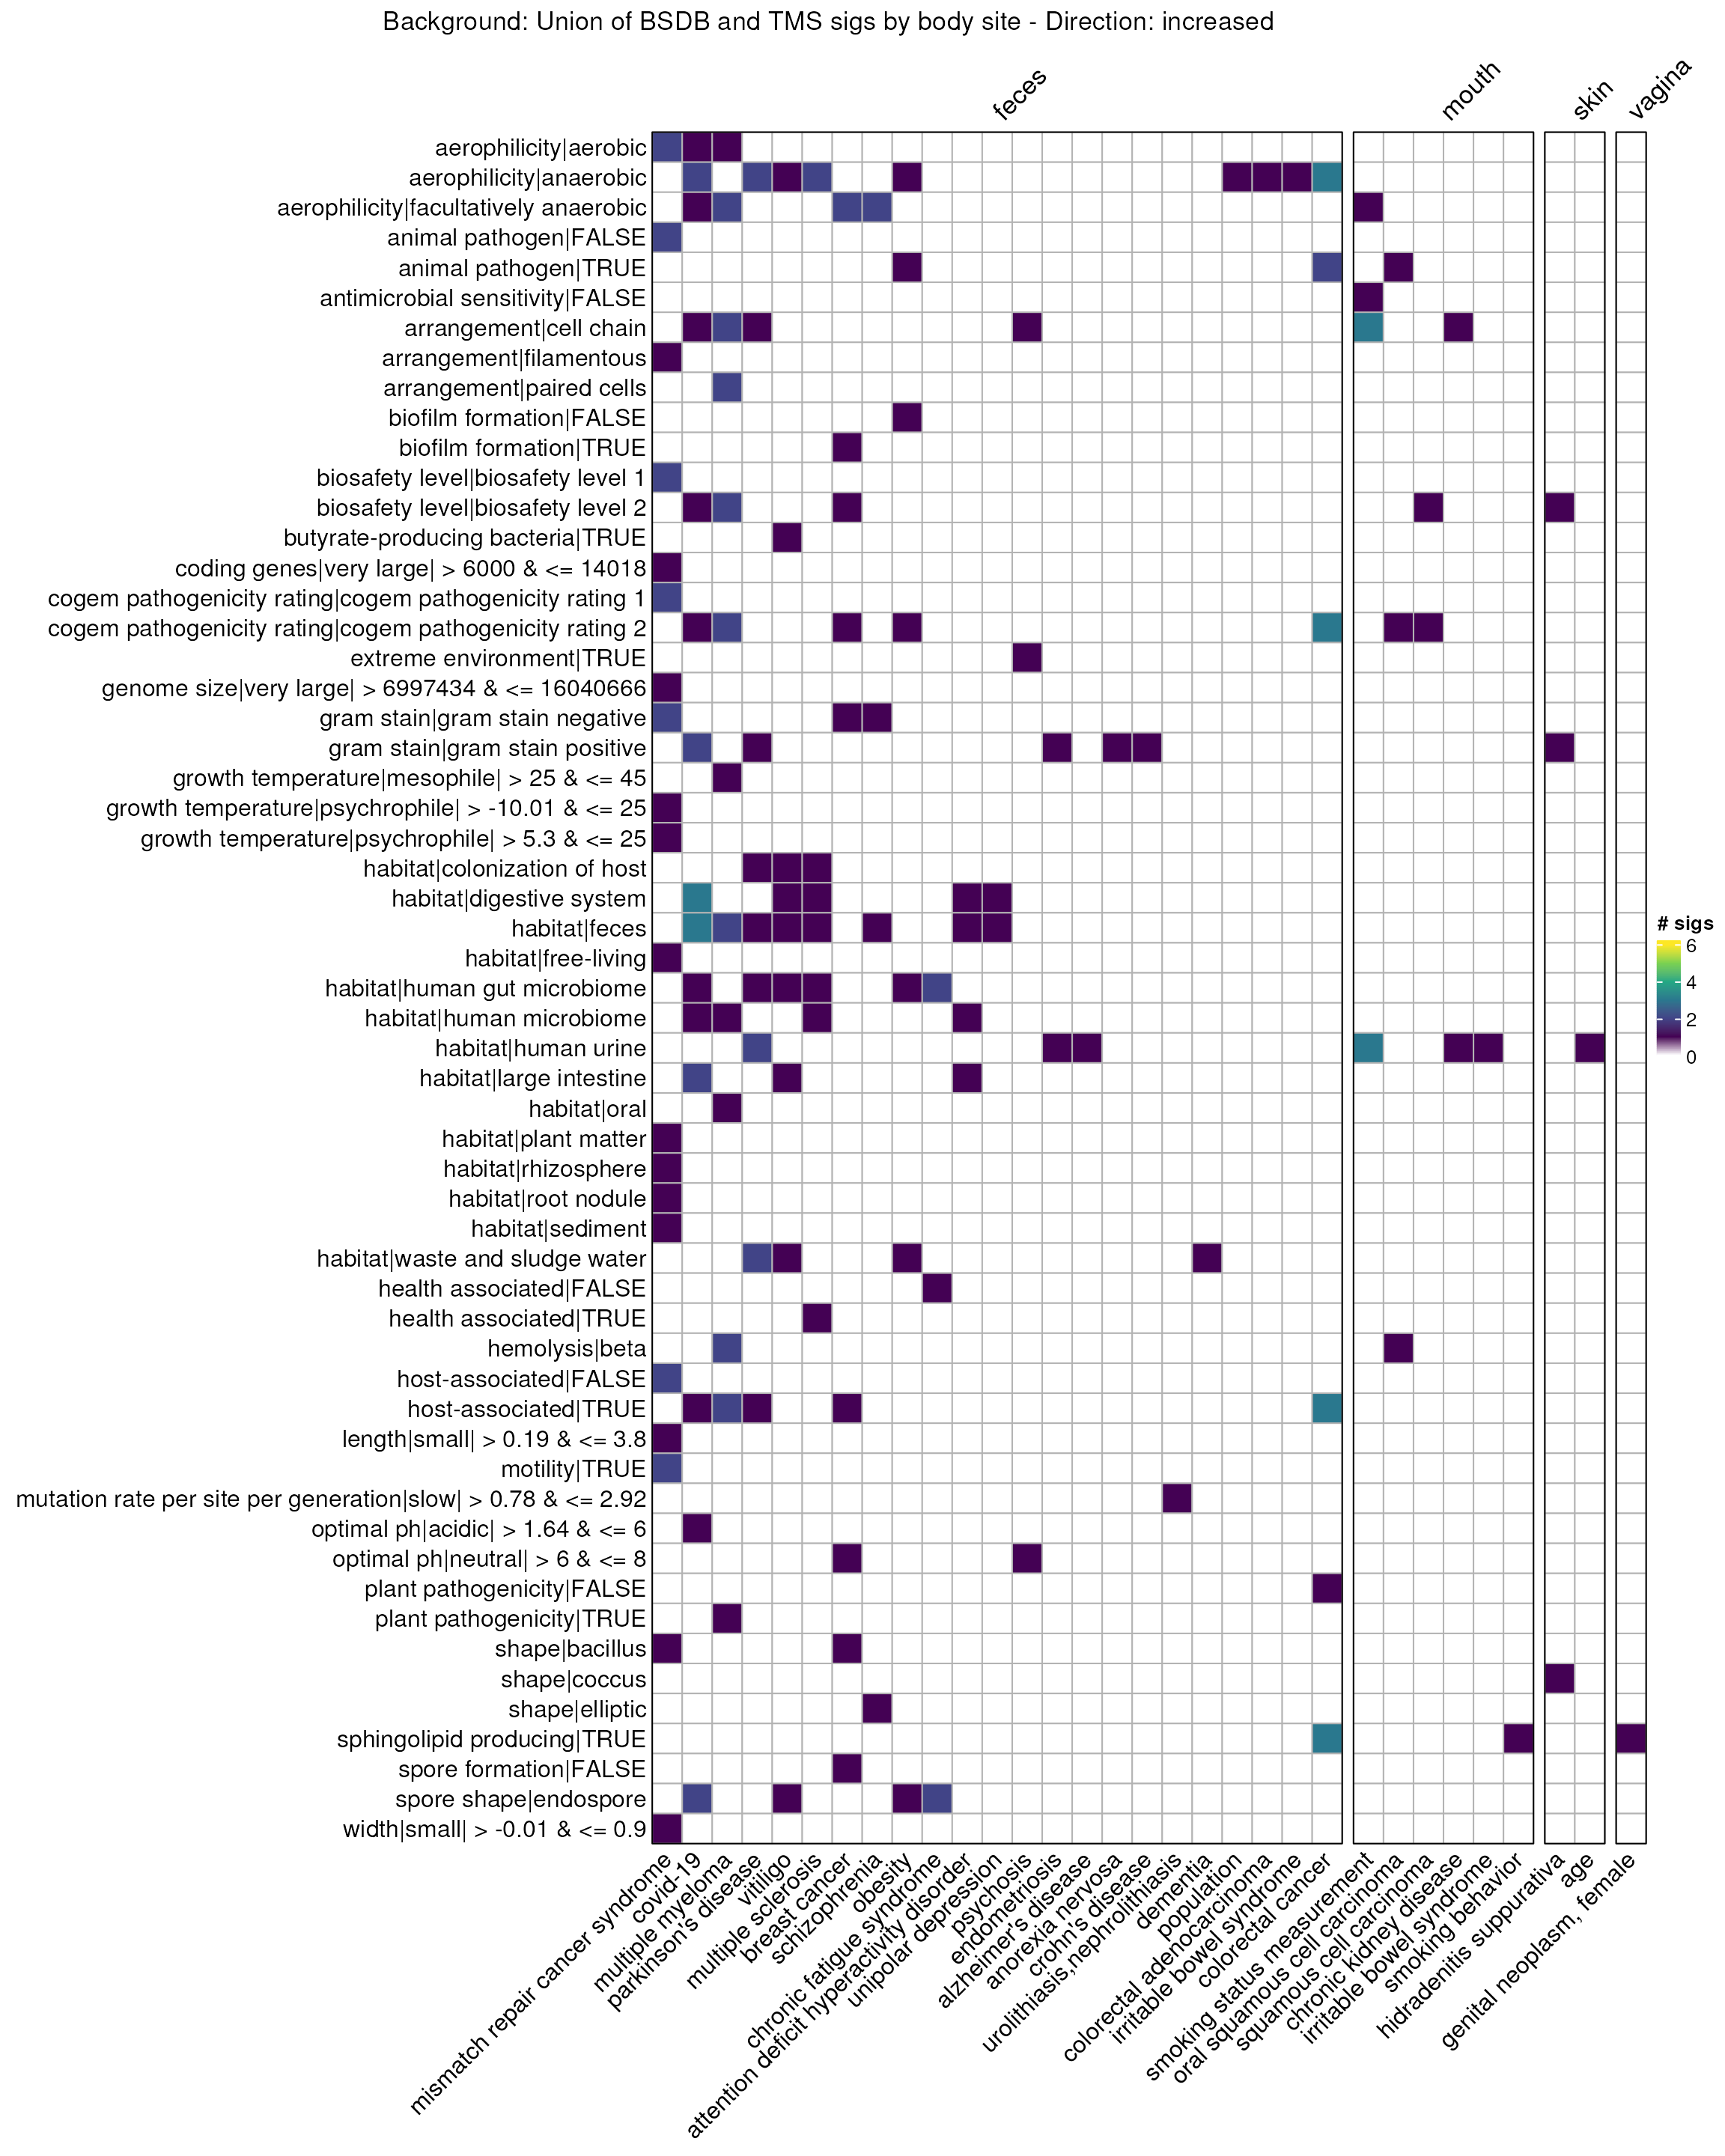 Background: Union of BSDB and TMS sigs by body site - Direction: increased
feces
mouth
skin
vagina
aerophilicity|aerobic
aerophilicity|anaerobic
aerophilicity|facultatively anaerobic
animal pathogen|FALSE
animal pathogen|TRUE
antimicrobial sensitivity|FALSE
arrangement|cell chain
arrangement|filamentous
arrangement|paired cells
biofilm formation|FALSE
biofilm formation|TRUE
biosafety level|biosafety level 1
biosafety level|biosafety level 2
butyrate-producing bacteria|TRUE
coding genes|very large| > 6000 & <= 14018
cogem pathogenicity rating|cogem pathogenicity rating 1
cogem pathogenicity rating|cogem pathogenicity rating 2
extreme environment|TRUE
genome size|very large| > 6997434 & <= 16040666
gram stain|gram stain negative
gram stain|gram stain positive
growth temperature|mesophile| > 25 & <= 45
growth temperature|psychrophile| > -10.01 & <= 25
growth temperature|psychrophile| > 5.3 & <= 25
habitat|colonization of host
habitat|digestive system
habitat|feces
habitat|free-living
habitat|human gut microbiome
habitat|human microbiome
habitat|human urine
habitat|large intestine
habitat|oral
habitat|plant matter
habitat|rhizosphere
habitat|root nodule
habitat|sediment
habitat|waste and sludge water
health associated|FALSE
health associated|TRUE
hemolysis|beta
host-associated|FALSE
host-associated|TRUE
length|small| > 0.19 & <= 3.8
motility|TRUE
mutation rate per site per generation|slow| > 0.78 & <= 2.92
optimal ph|acidic| > 1.64 & <= 6
optimal ph|neutral| > 6 & <= 8
plant pathogenicity|FALSE
plant pathogenicity|TRUE
shape|bacillus
shape|coccus
shape|elliptic
sphingolipid producing|TRUE
spore formation|FALSE
spore shape|endospore
width|small| > -0.01 & <= 0.9
# sigs
6
4
2
0
mismatch repair cancer syndrome
covid-19
multiple myeloma
parkinson's disease
vitiligo
multiple sclerosis
breast cancer
schizophrenia
obesity
chronic fatigue syndrome
attention deficit hyperactivity disorder
unipolar depression
psychosis
endometriosis
alzheimer's disease
anorexia nervosa
crohn's disease
urolithiasis,nephrolithiasis
dementia
population
colorectal adenocarcinoma
irritable bowel syndrome
colorectal cancer
smoking status measurement
oral squamous cell carcinoma
squamous cell carcinoma
chronic kidney disease
irritable bowel syndrome
smoking behavior
hidradenitis suppurativa
age
genital neoplasm, female